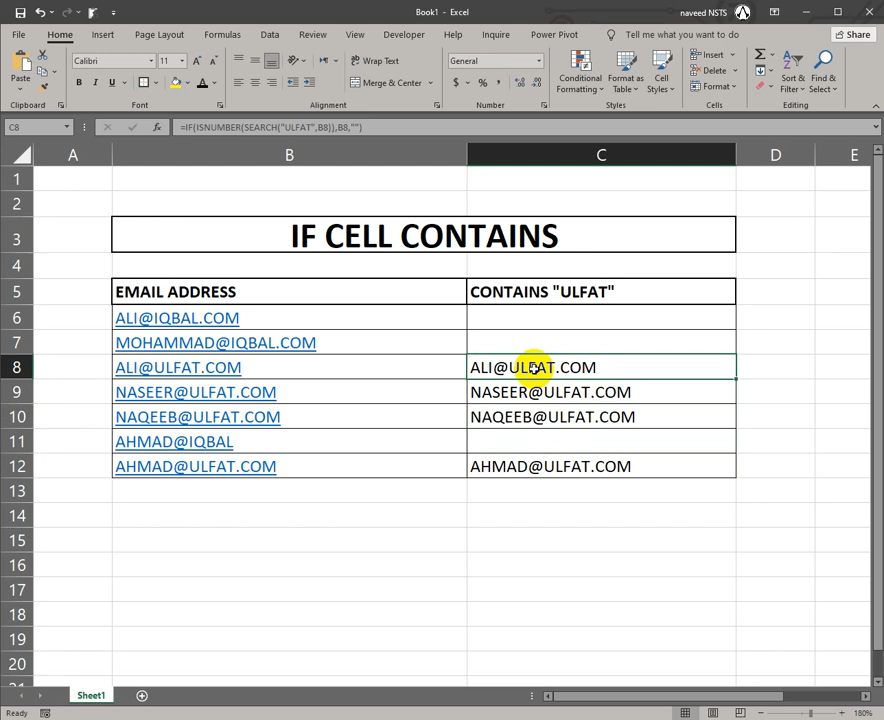 Book1 - Excel
naveed NSTS
File Home Insert Page Layout Formulas Data Review View Developer Help Inquire Power Pivot Tell me what you want to do Share
Paste
Calibri 11
B I U
Wrap Text
Merge & Center
General
$ % ,
Conditional Formatting
Format as Table
Cell Styles
Insert
Delete
Format
Sort & Filter
Find & Select
Clipboard Font Alignment Number Styles Cells Editing
C8 fx =IF(ISNUMBER(SEARCH("ULFAT",B8)),B8,"")
A B C D E
1
2
3 IF CELL CONTAINS
4
5 EMAIL ADDRESS CONTAINS "ULFAT"
6 ALI@IQBAL.COM
7 MOHAMMAD@IQBAL.COM
8 ALI@ULFAT.COM ALI@ULFAT.COM
9 NASEER@ULFAT.COM NASEER@ULFAT.COM
10 NAQEEB@ULFAT.COM NAQEEB@ULFAT.COM
11 AHMAD@IQBAL
12 AHMAD@ULFAT.COM AHMAD@ULFAT.COM
13
14
15
16
17
18
19
20
21
Sheet1
Ready
180%